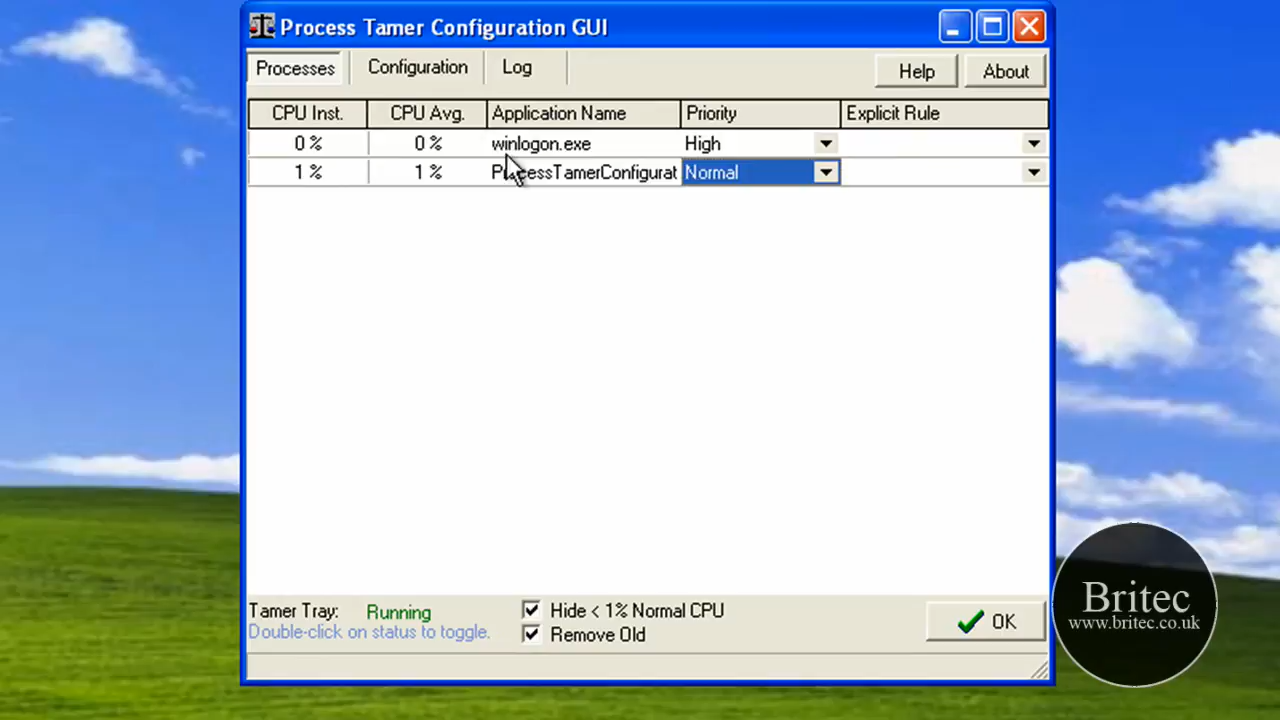 Process Tamer Configuration GUI
Processes Configuration Log Help About
CPU Inst. CPU Avg. Application Name Priority Explicit Rule
0 % 0 % winlogon.exe High
1 % 1 % ProcessTamerConfigurat Normal
Tamer Tray: Running
Double-click on status to toggle.
Hide < 1% Normal CPU
Remove Old
OK
Britec
www.britec.co.uk